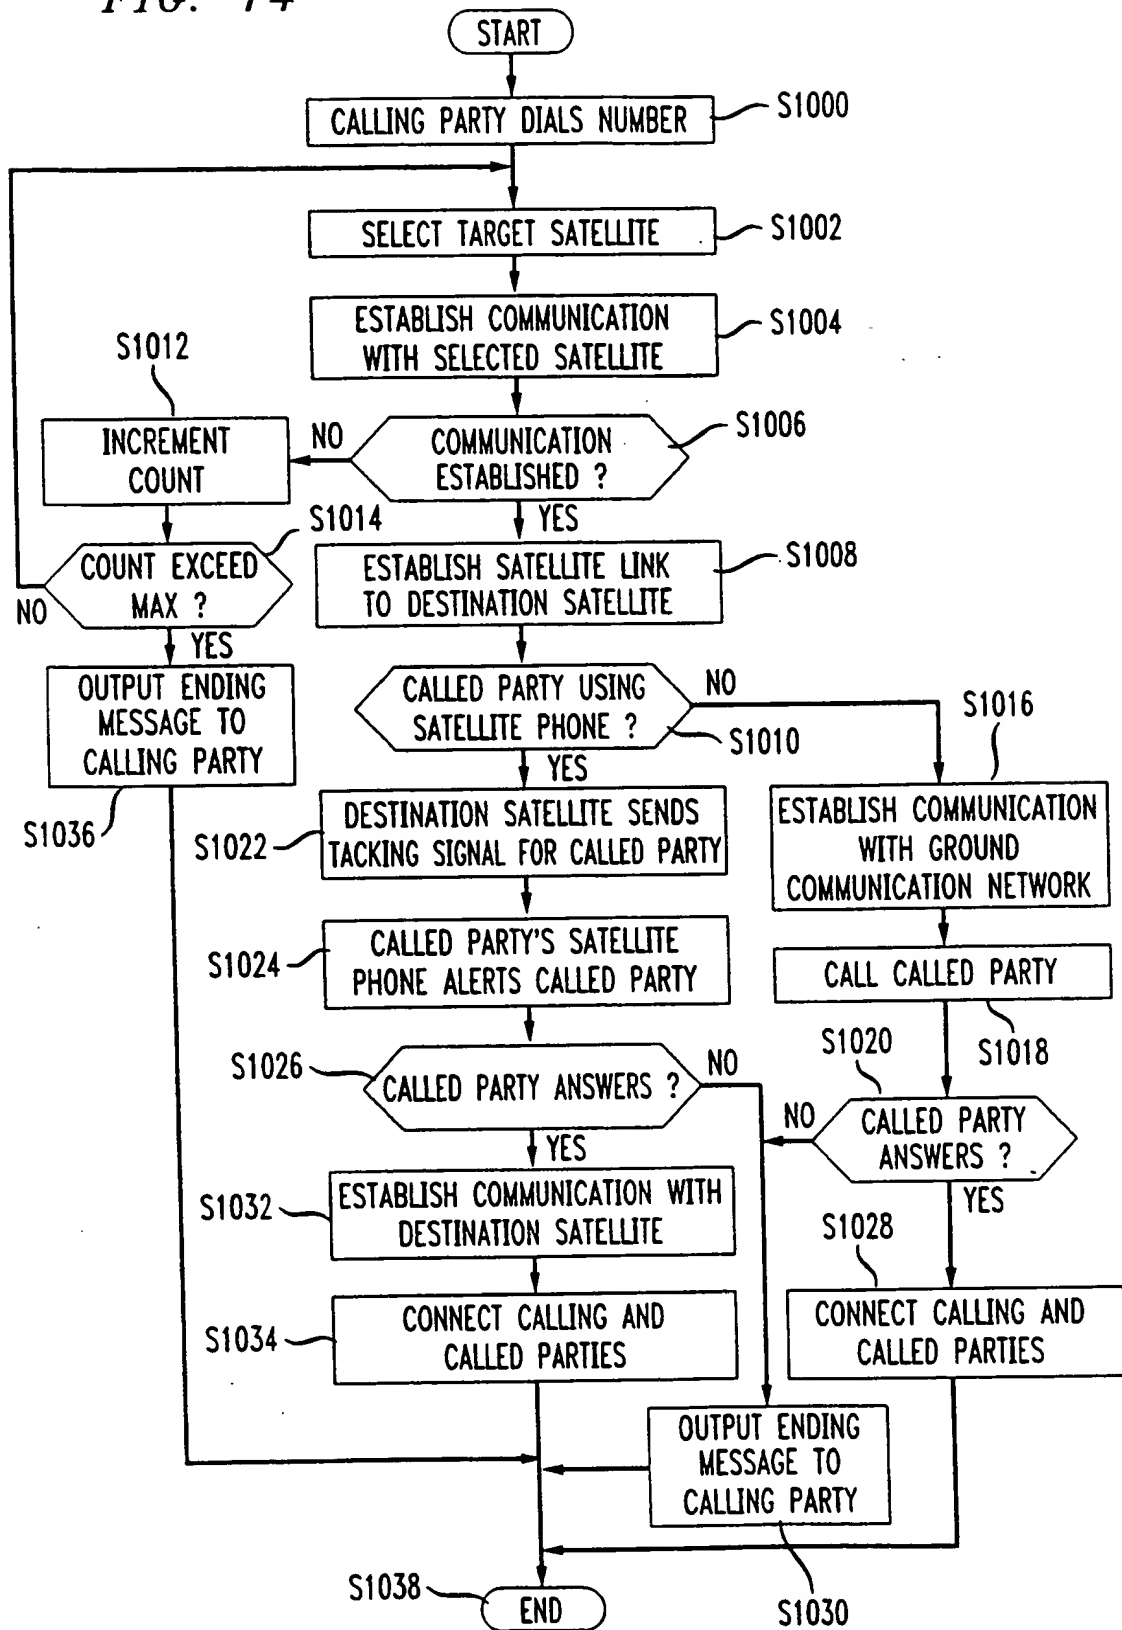 FIG. 14
START
CALLING PARTY DIALS NUMBER
S1000
SELECT TARGET SATELLITE
S1002
ESTABLISH COMMUNICATION
WITH SELECTED SATELLITE
S1004
S1012
INCREMENT
COUNT
NO
COMMUNICATION
ESTABLISHED ?
S1006
YES
S1014
COUNT EXCEED
MAX ?
NO
YES
ESTABLISH SATELLITE LINK
TO DESTINATION SATELLITE
S1008
OUTPUT ENDING
MESSAGE TO
CALLING PARTY
S1036
CALLED PARTY USING
SATELLITE PHONE ?
NO
S1010
YES
S1016
DESTINATION SATELLITE SENDS
TACKING SIGNAL FOR CALLED PARTY
S1022
ESTABLISH COMMUNICATION
WITH GROUND
COMMUNICATION NETWORK
CALLED PARTY'S SATELLITE
PHONE ALERTS CALLED PARTY
S1024
CALL CALLED PARTY
S1018
S1020
S1026
CALLED PARTY ANSWERS ?
NO
YES
NO
CALLED PARTY
ANSWERS ?
YES
S1032
ESTABLISH COMMUNICATION WITH
DESTINATION SATELLITE
S1028
S1034
CONNECT CALLING AND
CALLED PARTIES
CONNECT CALLING AND
CALLED PARTIES
OUTPUT ENDING
MESSAGE TO
CALLING PARTY
S1030
S1038
END